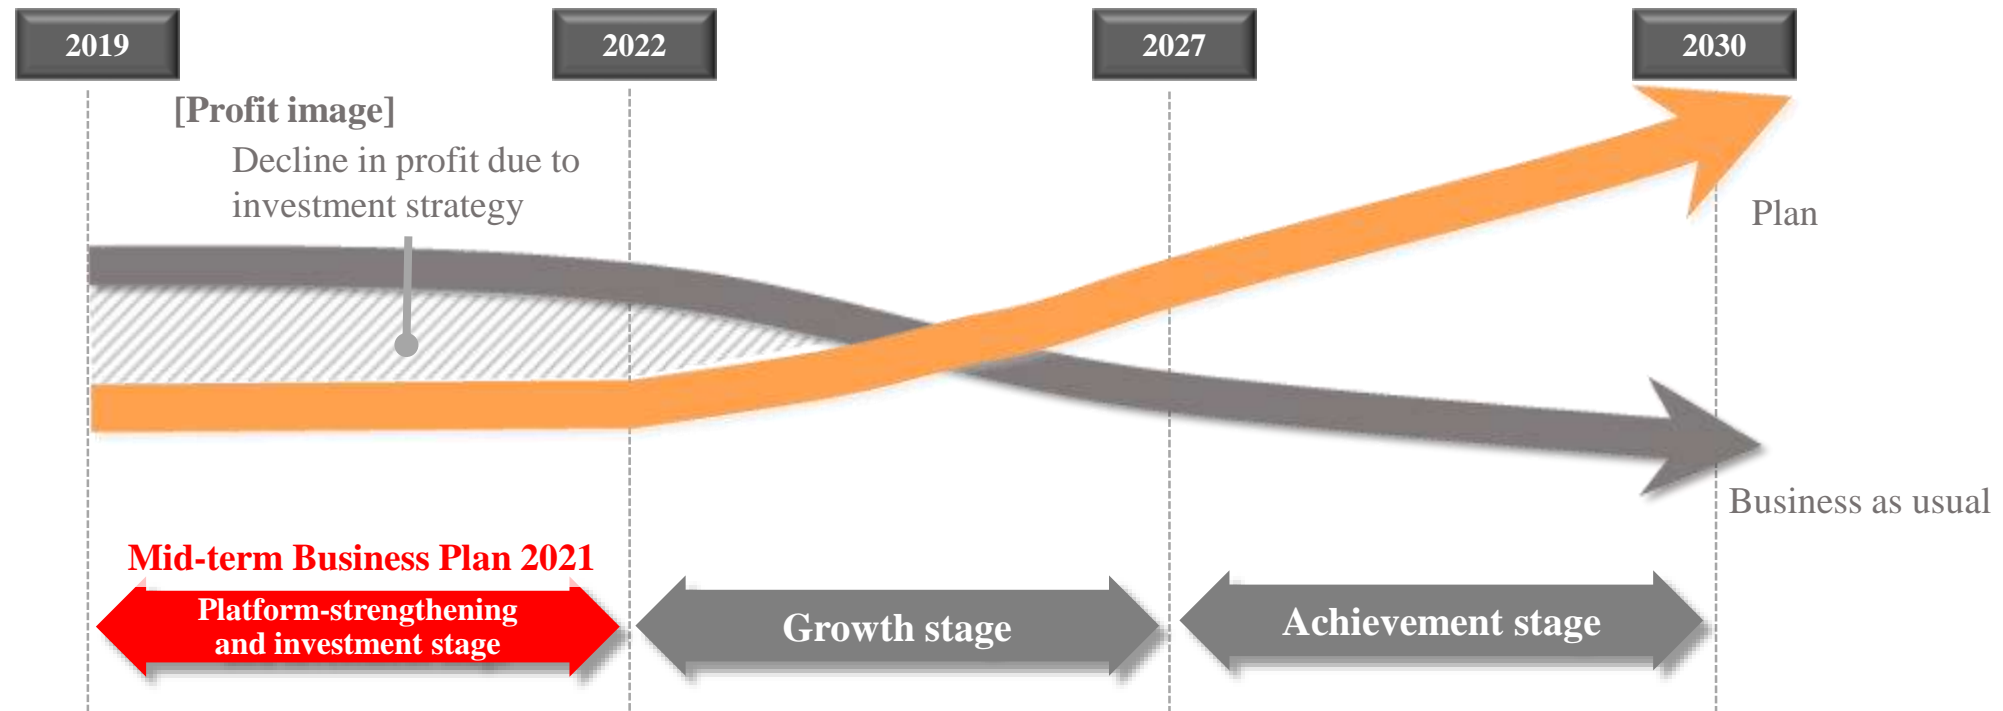 2019
2022
2027
2030
[Profit image]
Decline in profit due to
investment strategy
Plan
Business as usual
Mid-term Business Plan 2021
Platform-strengthening
and investment stage
Growth stage
Achievement stage